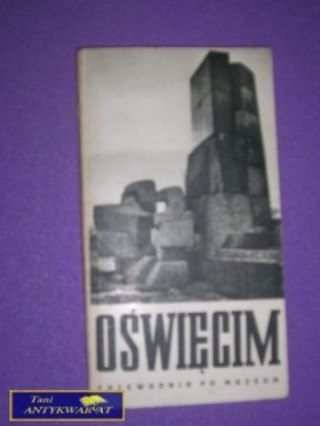 OŚWIĘCIM
PRZEWODNIK PO MUZEUM
Tani
ANTYKWARIAT